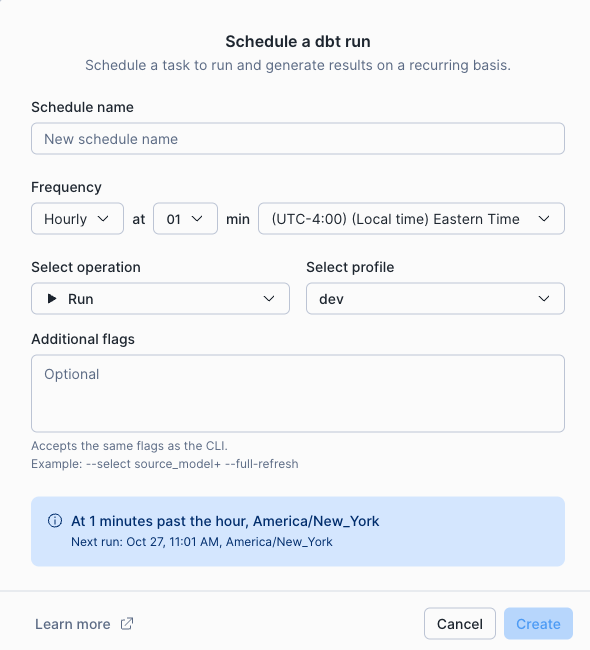 Schedule a dbt run
Schedule a task to run and generate results on a recurring basis.
Schedule name
New schedule name
Frequency
Hourly at 01 min (UTC-4:00) (Local time) Eastern Time
Select operation Select profile
Run dev
Additional flags
Optional
Accepts the same flags as the CLI.
Example: --select source_model+ --full-refresh
At 1 minutes past the hour, America/New_York
Next run: Oct 27, 11:01 AM, America/New_York
Learn more Cancel Create